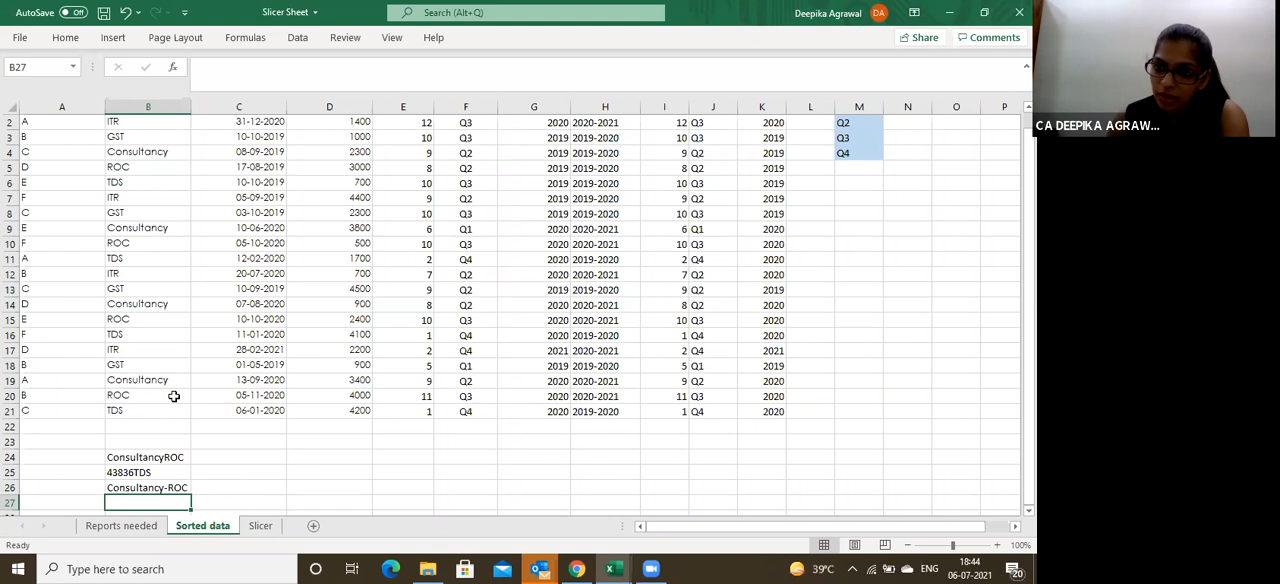 AutoSave Off Slicer Sheet Search (Alt+Q) Deepika Agrawal DA
File Home Insert Page Layout Formulas Data Review View Help Share Comments
B27 fx
CA DEEPIKA AGRAW...
A B C D E F G H I J K L M N O P
2 A ITR 31-12-2020 1400 12 Q3 2020 2020-2021 12 Q3 2020 Q2
3 B GST 10-10-2019 1000 10 Q3 2019 2019-2020 10 Q3 2019 Q3
4 C Consultancy 08-09-2019 2300 9 Q2 2019 2019-2020 9 Q2 2019 Q4
5 D ROC 17-08-2019 3000 8 Q2 2019 2019-2020 8 Q2 2019
6 E TDS 10-10-2019 700 10 Q3 2019 2019-2020 10 Q3 2019
7 F ITR 05-09-2019 4400 9 Q2 2019 2019-2020 9 Q2 2019
8 C GST 03-10-2019 2300 10 Q3 2019 2019-2020 10 Q3 2019
9 E Consultancy 10-06-2020 3800 6 Q1 2020 2020-2021 6 Q1 2020
10 F ROC 05-10-2020 500 10 Q3 2020 2020-2021 10 Q3 2020
11 A TDS 12-02-2020 1700 2 Q4 2020 2019-2020 2 Q4 2020
12 B ITR 20-07-2020 700 7 Q2 2020 2020-2021 7 Q2 2020
13 C GST 10-09-2020 4500 9 Q2 2020 2020-2021 9 Q2 2020
14 D Consultancy 07-08-2020 900 8 Q2 2020 2020-2021 8 Q2 2020
15 E ROC 10-10-2020 2400 10 Q3 2020 2020-2021 10 Q3 2020
16 F TDS 11-01-2020 4100 1 Q4 2020 2019-2020 1 Q4 2020
17 D ITR 28-02-2021 2200 2 Q4 2021 2020-2021 2 Q4 2021
18 B GST 01-05-2019 900 5 Q1 2019 2019-2020 5 Q1 2019
19 A Consultancy 13-09-2020 3400 9 Q2 2020 2020-2021 9 Q2 2020
20 B ROC 05-11-2020 4000 11 Q3 2020 2020-2021 11 Q3 2020
21 C TDS 06-01-2020 4200 1 Q4 2020 2019-2020 1 Q4 2020
22
23
24 ConsultancyROC
25 43836TDS
26 Consultancy-ROC
27
Reports needed Sorted data Slicer
Ready 100%
Type here to search 39°C ENG 18:44
06-07-2021 20